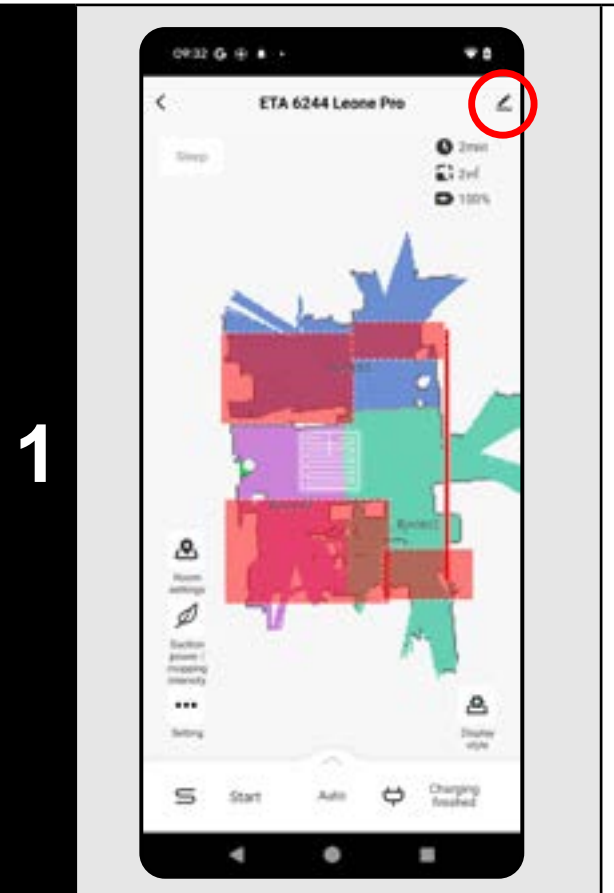 1
09:32 G
ETA 6244 Leone Pro
Sleep
2min
2㎡
100%
Room
settings
Suction
power /
mopping
intensity
Setting
Display
style
Start
Auto
Charging
finished